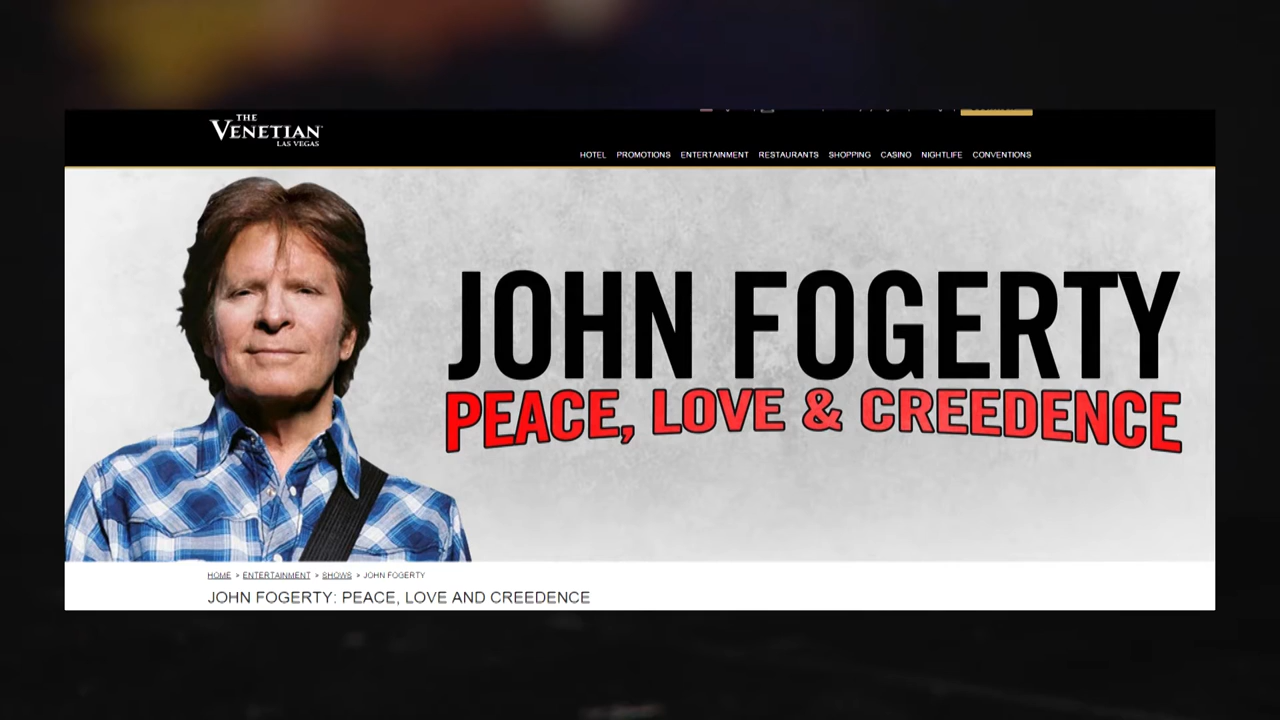 THE
VENETIAN
LAS VEGAS
HOTEL PROMOTIONS ENTERTAINMENT RESTAURANTS SHOPPING CASINO NIGHTLIFE CONVENTIONS
JOHN FOGERTY
PEACE, LOVE & CREEDENCE
HOME > ENTERTAINMENT > SHOWS > JOHN FOGERTY
JOHN FOGERTY: PEACE, LOVE AND CREEDENCE